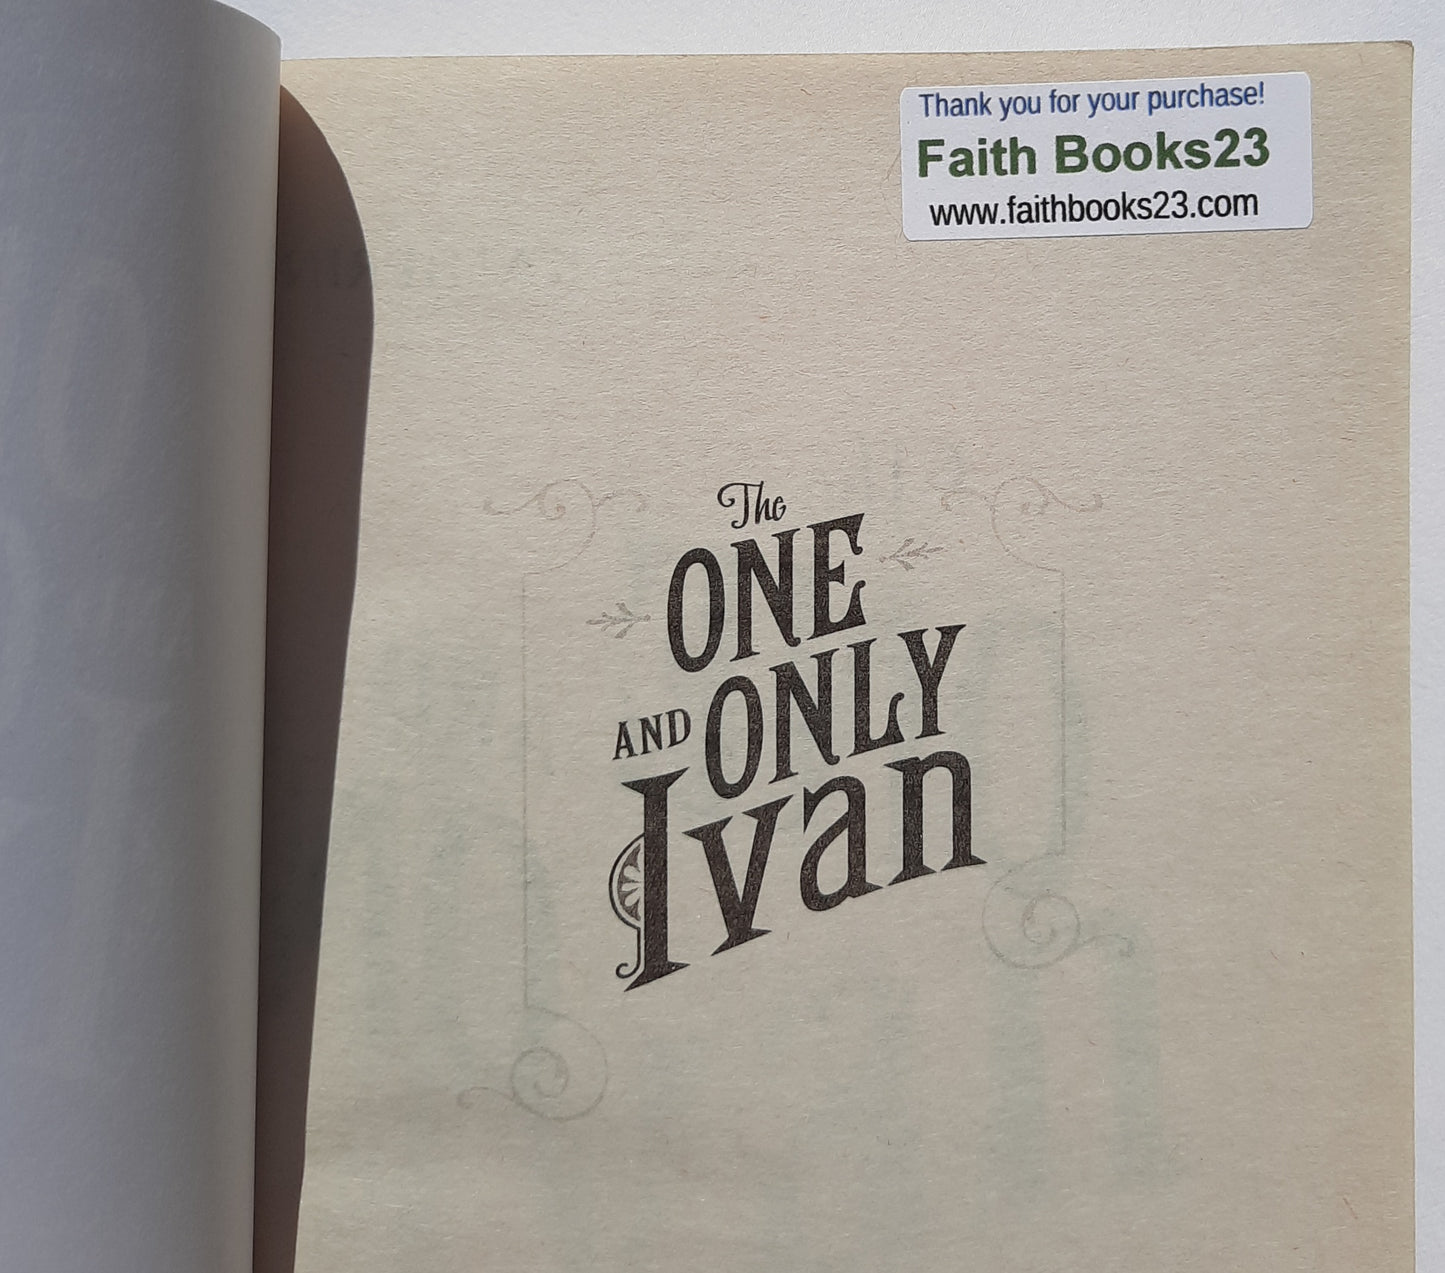 Thank you for your purchase!
Faith Books23
www.faithbooks23.com
The
ONE
AND ONLY
Ivan